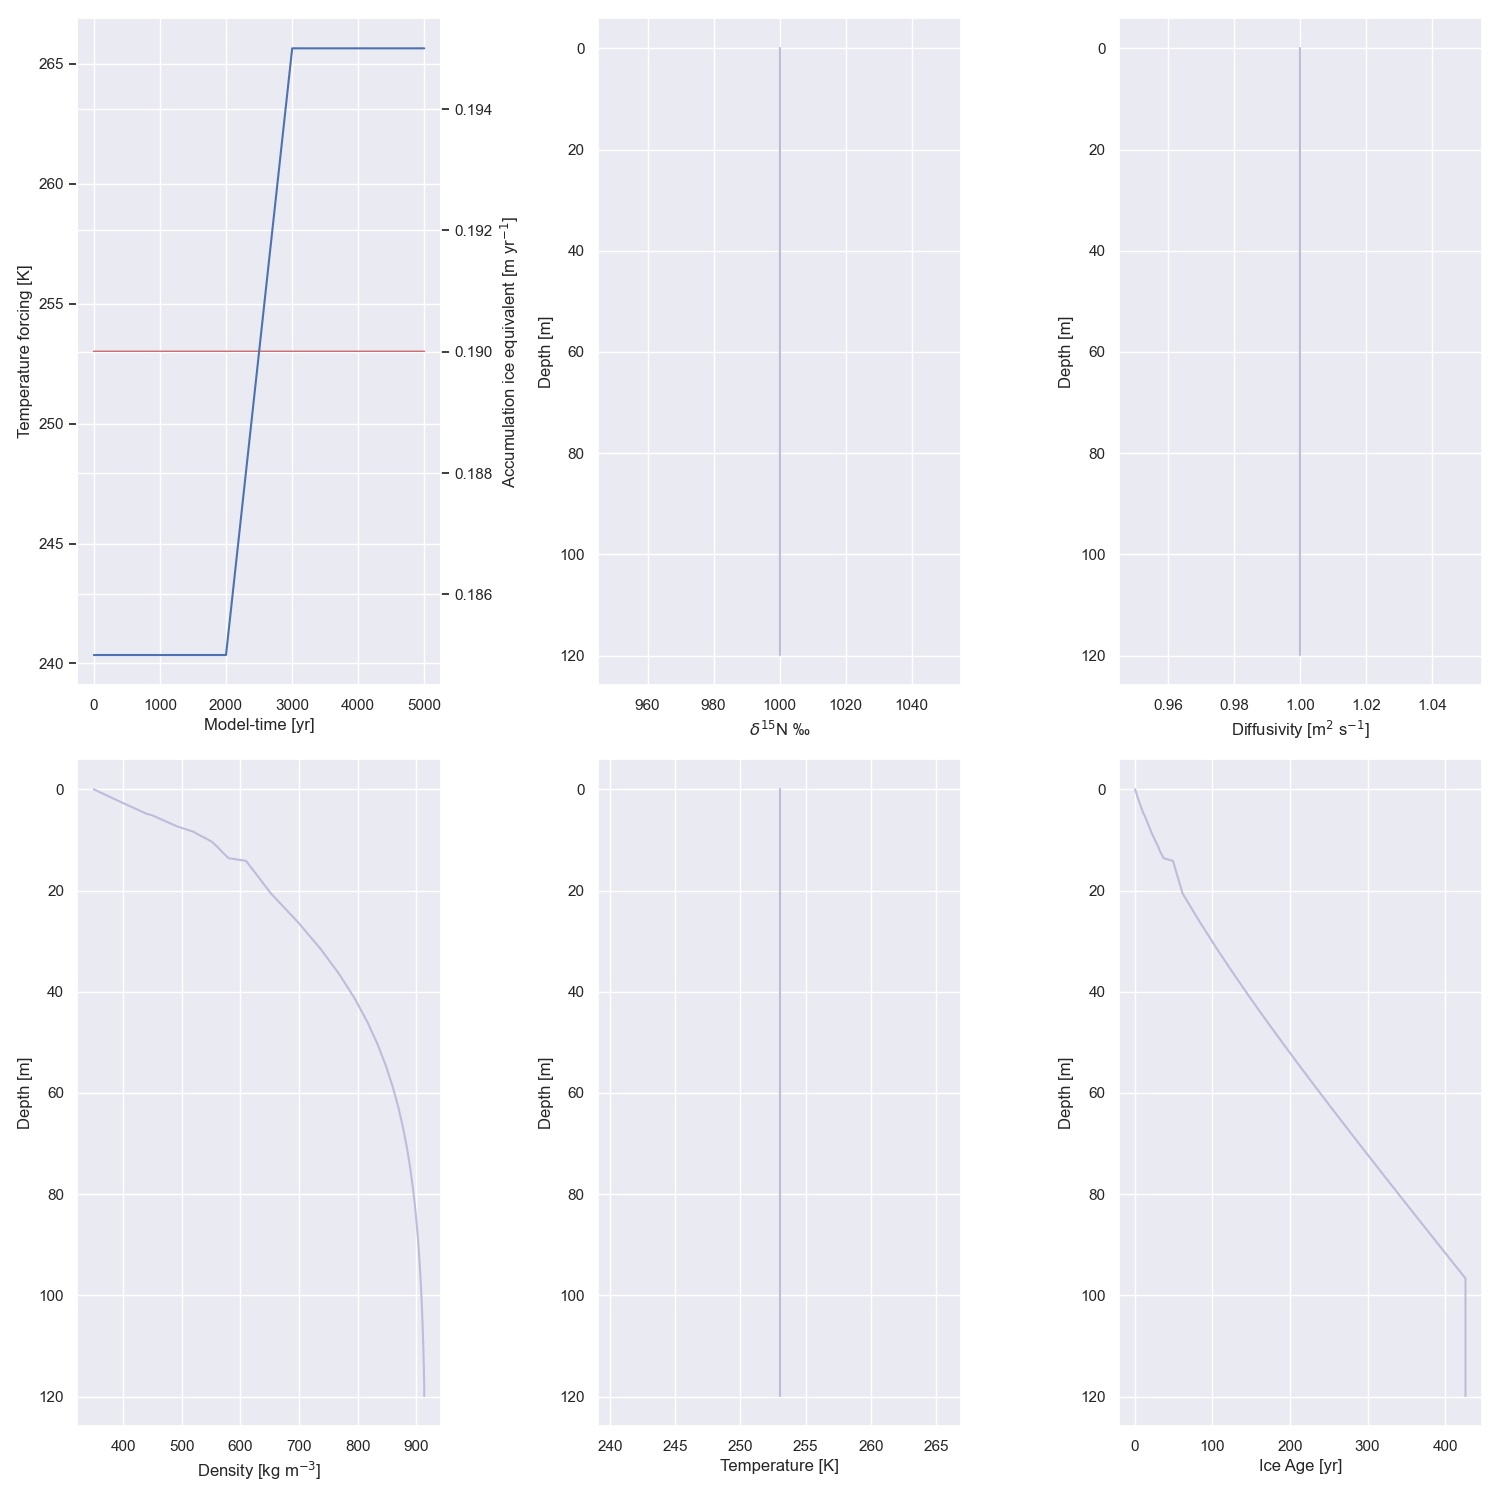 265
260
255
250
245
240
Temperature forcing [K]
0 1000 2000 3000 4000 5000
Model-time [yr]
0.194
0.192
0.190
0.188
0.186
Accumulation ice equivalent [m yr⁻¹]
0
20
40
60
80
100
120
Depth [m]
960 980 1000 1020 1040
δ¹⁵N ‰
0
20
40
60
80
100
120
Depth [m]
0.96 0.98 1.00 1.02 1.04
Diffusivity [m² s⁻¹]
0
20
40
60
80
100
120
Depth [m]
400 500 600 700 800 900
Density [kg m⁻³]
0
20
40
60
80
100
120
Depth [m]
240 245 250 255 260 265
Temperature [K]
0
20
40
60
80
100
120
Depth [m]
0 100 200 300 400
Ice Age [yr]